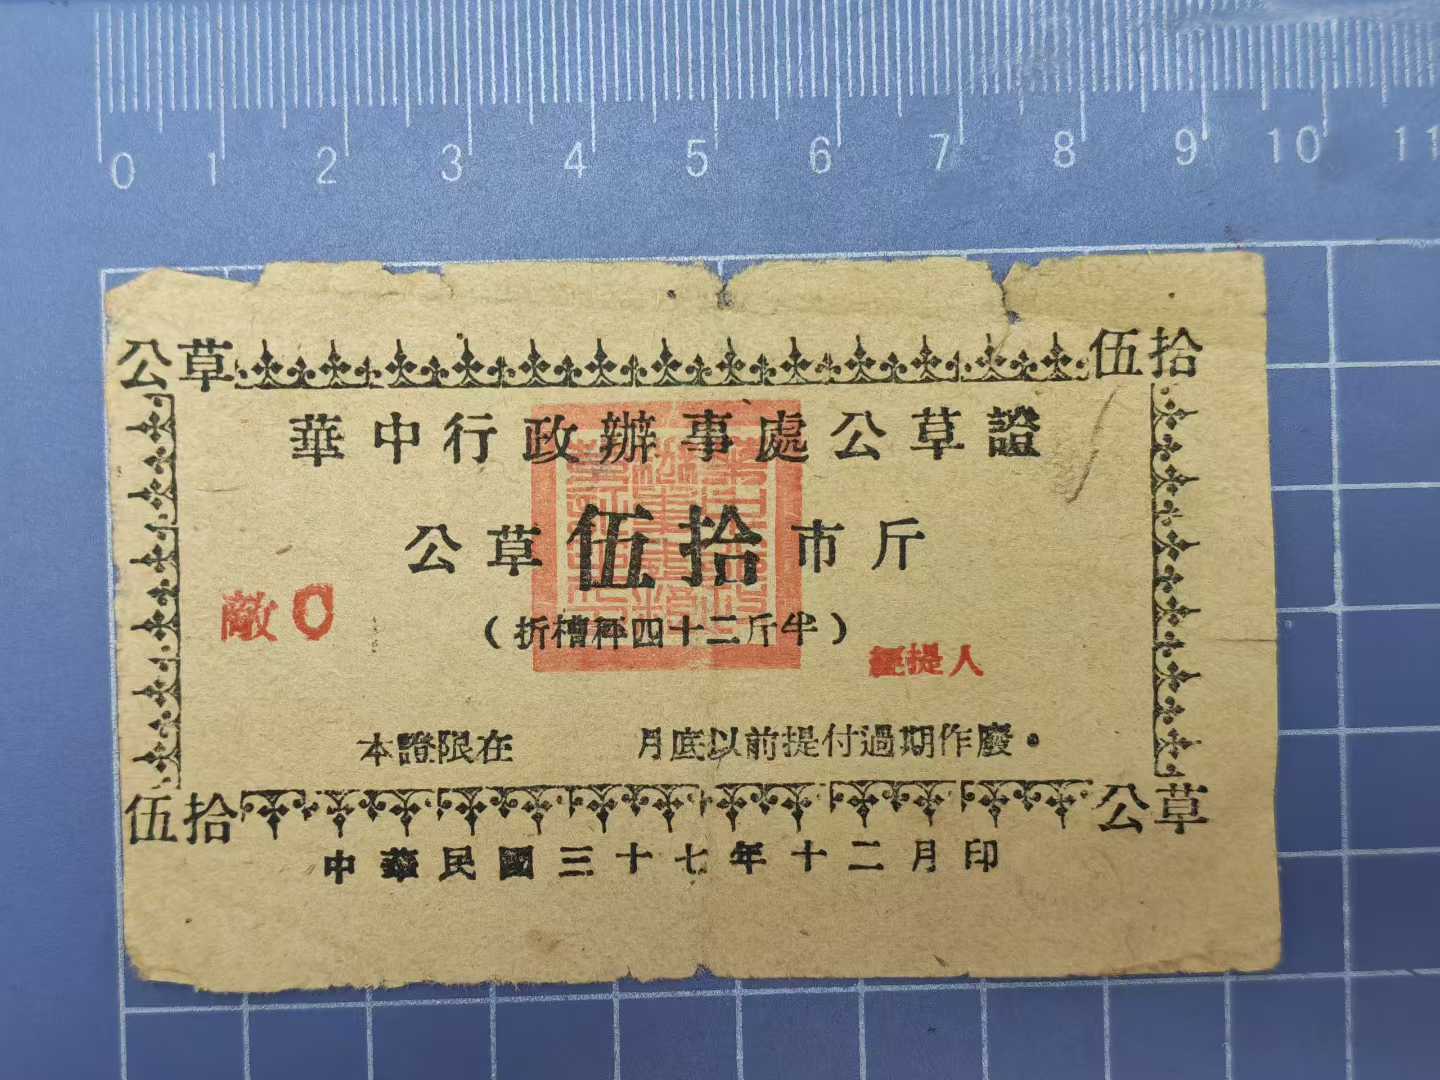 0 1 2 3 4 5 6 7 8 9 10 11
公草 伍拾
華中行政辦事處公草證
公草伍拾市斤
敵0
（折槽秤四十二斤半）
經提人
本證限在 月底以前提付過期作廢。
伍拾 公草
中華民國三十七年十二月印